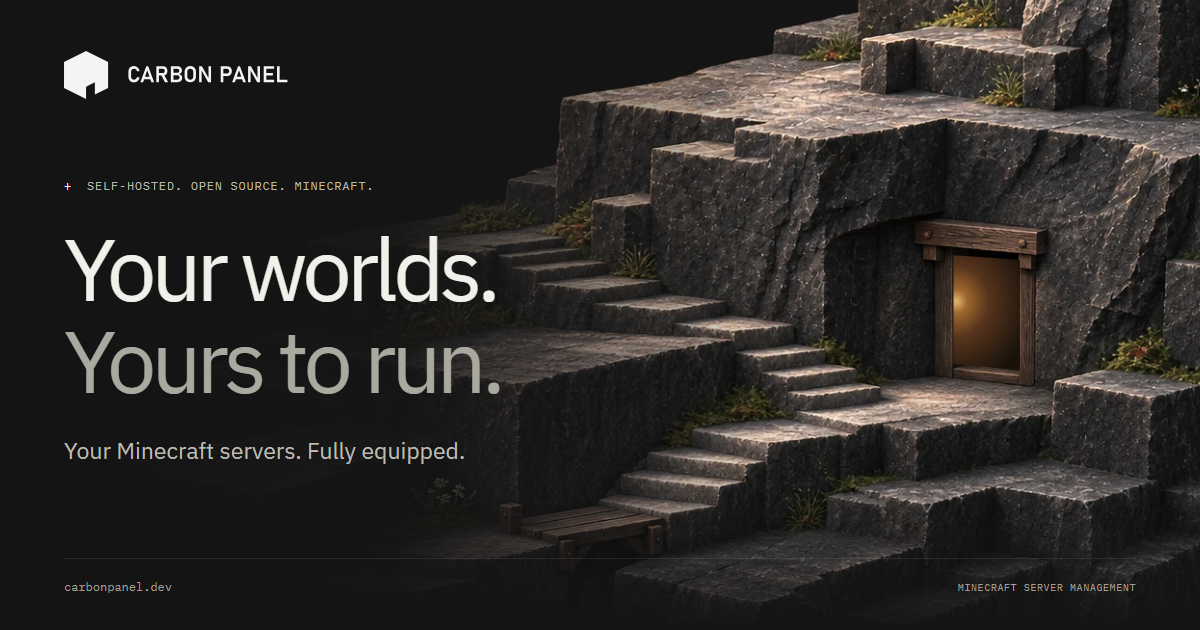 CARBON PANEL
+ SELF-HOSTED. OPEN SOURCE. MINECRAFT.
Your worlds.
Yours to run.
Your Minecraft servers. Fully equipped.
carbonpanel.dev
MINECRAFT SERVER MANAGEMENT